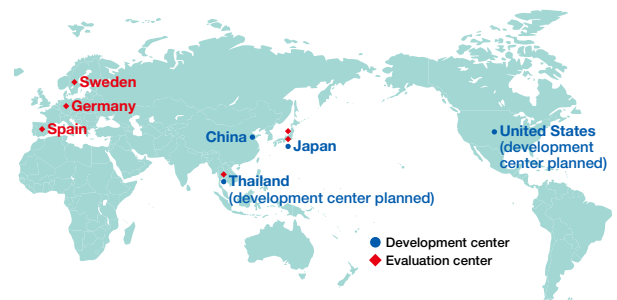 Sweden
Germany
Spain
China
Japan
United States
(development
center planned)
Thailand
(development center planned)
Development center
Evaluation center